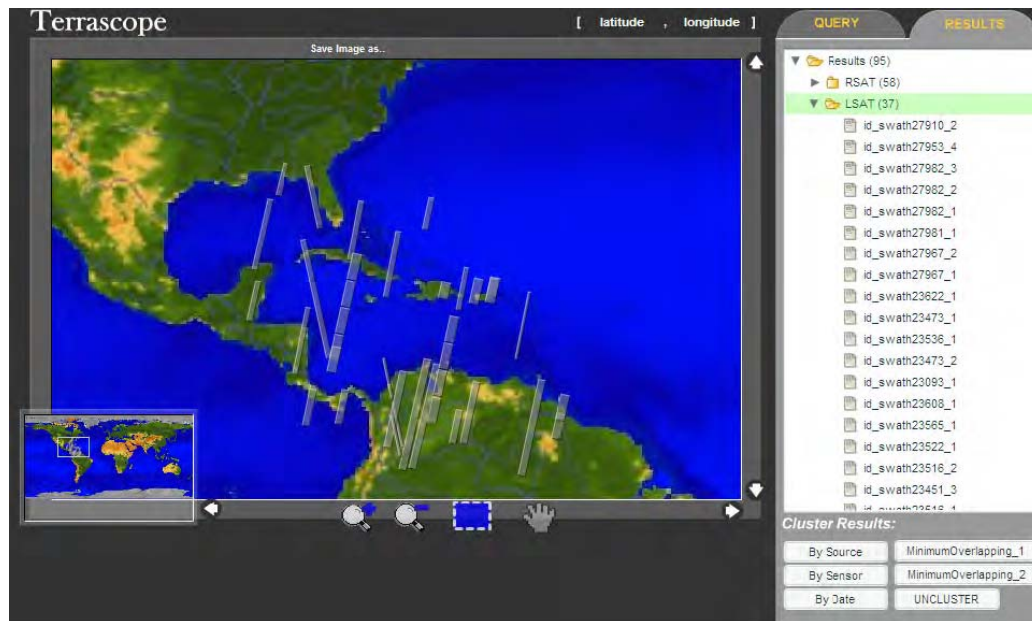 Terrascope
[ latitude , longitude ]
QUERY
RESULTS
Save Image as..
Results (95)
RSAT (58)
LSAT (37)
id_swath27910_2
id_swath27953_4
id_swath27982_3
id_swath27982_2
id_swath27982_1
id_swath27981_1
id_swath27967_2
id_swath27967_1
id_swath23622_1
id_swath23473_1
id_swath23536_1
id_swath23473_2
id_swath23093_1
id_swath23608_1
id_swath23565_1
id_swath23522_1
id_swath23516_2
id_swath23451_3
id_swath23516_1
Cluster Results:
By Source
MinimumOverlapping_1
By Sensor
MinimumOverlapping_2
By Date
UNCLUSTER